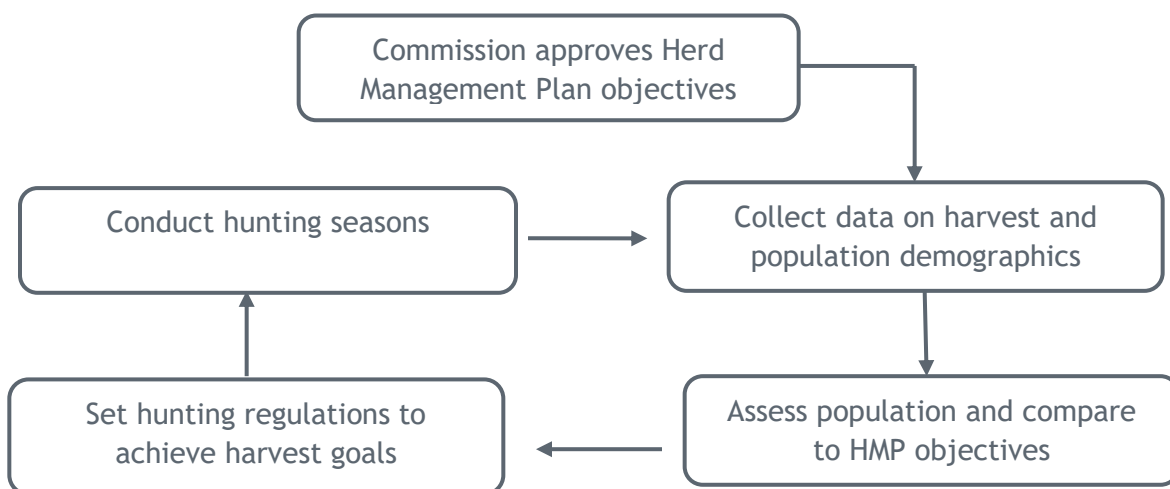 Commission approves Herd
Management Plan objectives
Conduct hunting seasons
Collect data on harvest and
population demographics
Set hunting regulations to
achieve harvest goals
Assess population and compare
to HMP objectives